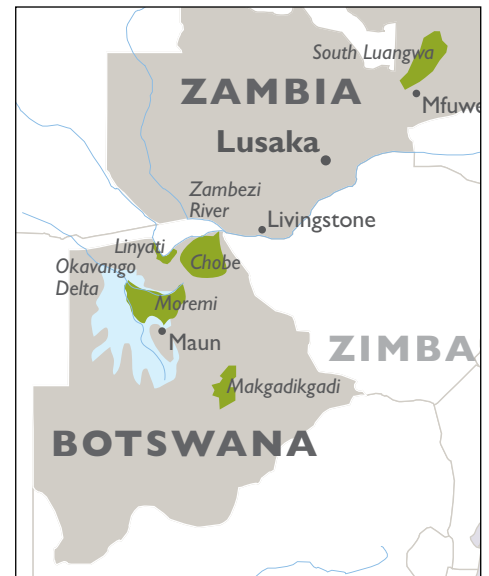 South Luangwa
ZAMBIA
Mfuwe
Lusaka
Zambezi
River
Livingstone
Linyati
Okavango
Delta
Chobe
Moremi
Maun
ZIMBA
Makgadikgadi
BOTSWANA